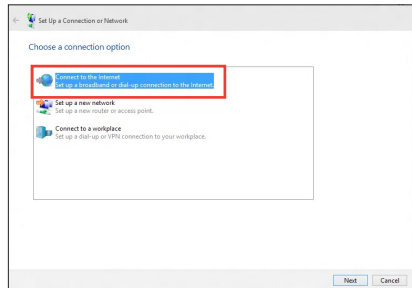 Set Up a Connection or Network
Choose a connection option
Connect to the Internet
Set up a broadband or dial-up connection to the Internet.
Set up a new network
Set up a new router or access point.
Connect to a workplace
Set up a dial-up or VPN connection to your workplace.
Next Cancel